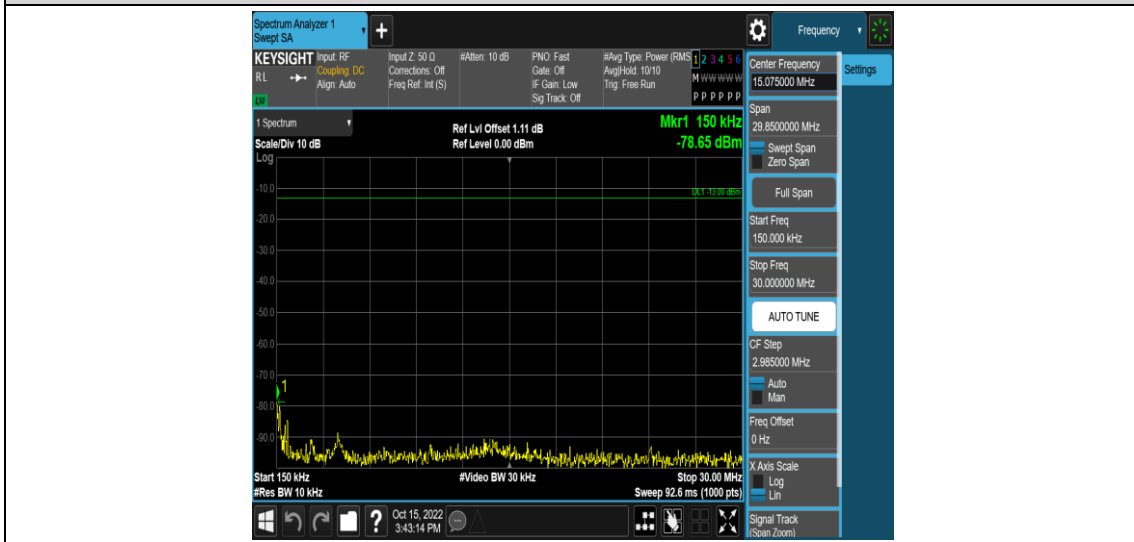 Spectrum Analyzer 1
Swept SA
+
Frequency
KEYSIGHT
RL
LXI
Input: RF
Coupling: DC
Align: Auto
Input Z: 50 Ω
Corrections: Off
Freq Ref: Int (S)
#Atten: 10 dB
PNO: Fast
Gate: Off
IF Gain: Low
Sig Track: Off
#Avg Type: Power (RMS
Avg|Hold: 10/10
Trig: Free Run
1 2 3 4 5 6
M W W W W W
P P P P P P
1 Spectrum
Scale/Div 10 dB
Log
Ref Lvl Offset 1.11 dB
Ref Level 0.00 dBm
Mkr1 150 kHz
-78.65 dBm
DL1 -13.00 dBm
-10.0
-20.0
-30.0
-40.0
-50.0
-60.0
-70.0
-80.0
-90.0
1
Start 150 kHz
#Res BW 10 kHz
#Video BW 30 kHz
Stop 30.00 MHz
Sweep 92.6 ms (1000 pts)
?
Oct 15, 2022
3:43:14 PM
Center Frequency
15.075000 MHz
Settings
Span
29.8500000 MHz
Swept Span
Zero Span
Full Span
Start Freq
150.000 kHz
Stop Freq
30.000000 MHz
AUTO TUNE
CF Step
2.985000 MHz
Auto
Man
Freq Offset
0 Hz
X Axis Scale
Log
Lin
Signal Track
(Span Zoom)